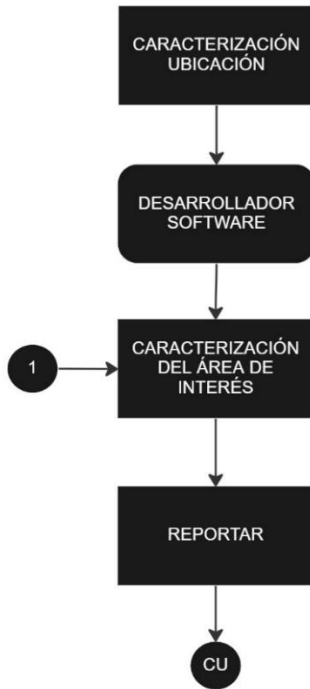 CARACTERIZACIÓN
UBICACIÓN
DESARROLLADOR
SOFTWARE
1
CARACTERIZACIÓN
DEL ÁREA DE
INTERÉS
REPORTAR
CU